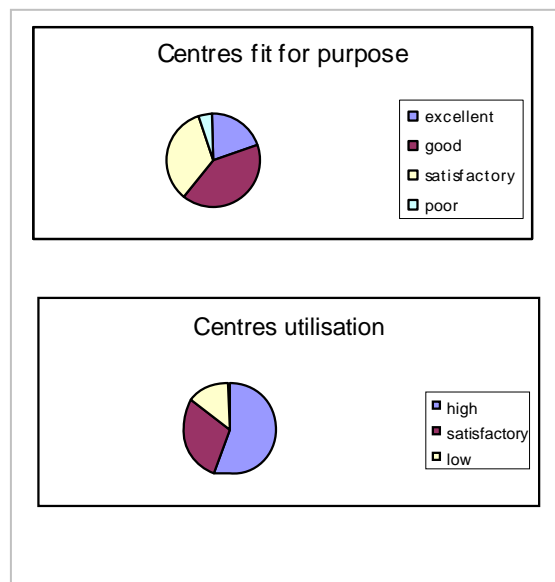 Centres fit for purpose
excellent
good
satisfactory
poor
Centres utilisation
high
satisfactory
low